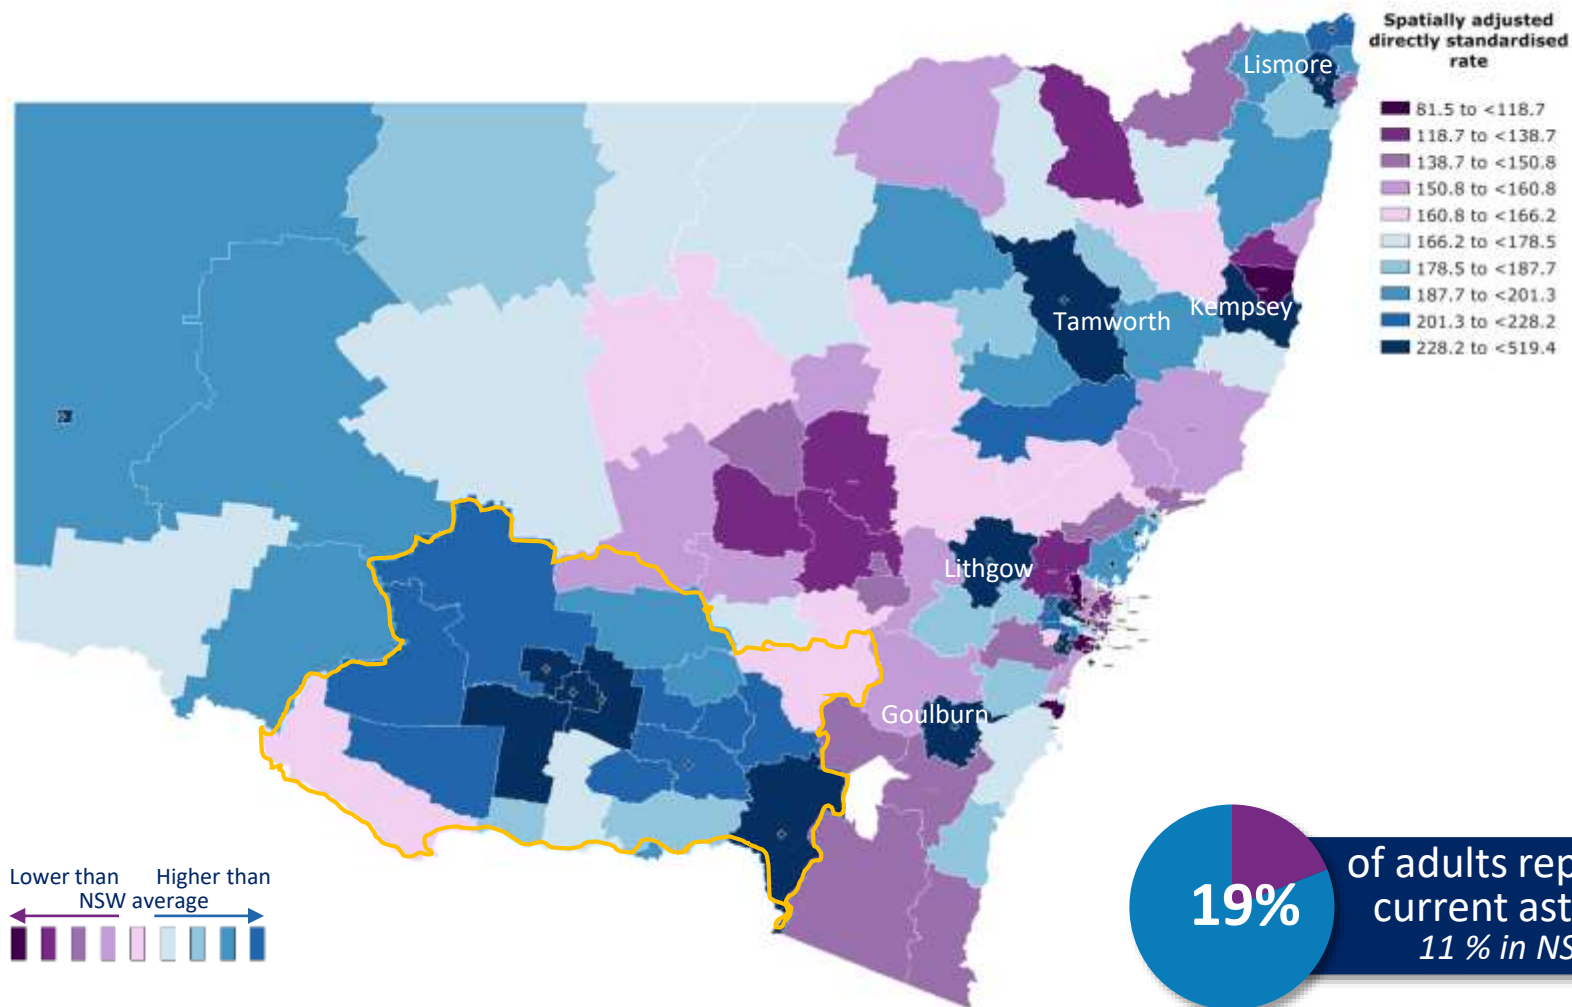 Spatially adjusted
directly standardised
rate
81.5 to <118.7
118.7 to <138.7
138.7 to <150.8
150.8 to <160.8
160.8 to <166.2
166.2 to <178.5
178.5 to <187.7
187.7 to <201.3
201.3 to <228.2
228.2 to <519.4
Lismore
Kempsey
Tamworth
Lithgow
Goulburn
Lower than Higher than
NSW average
19%
of adults rep
current ast
11 % in NS